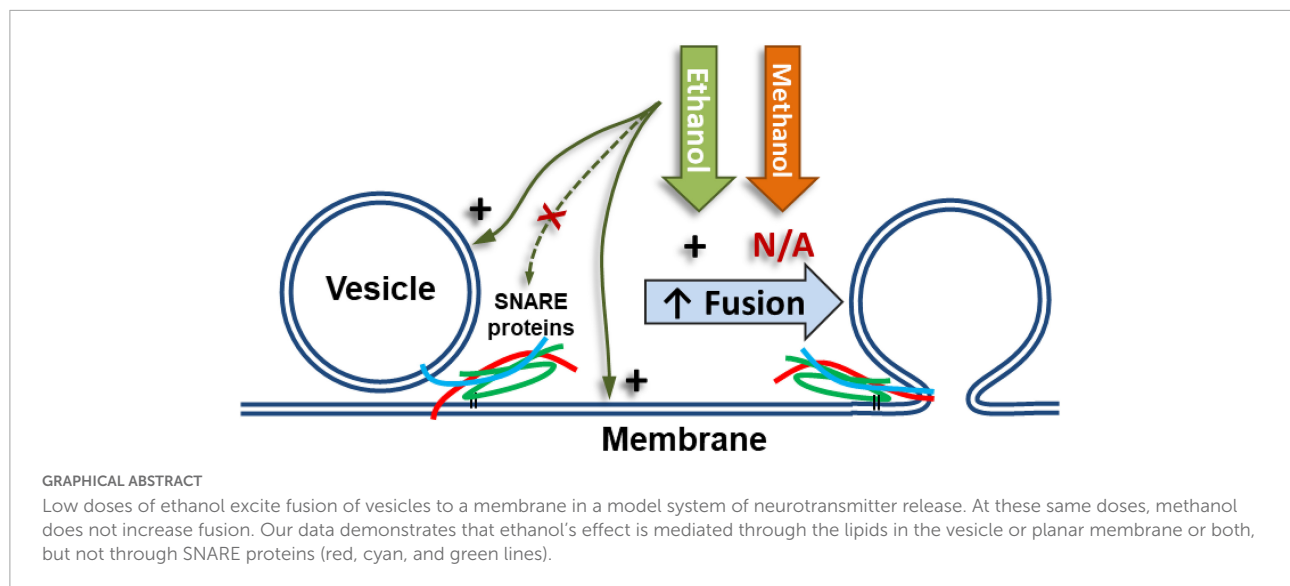 Ethanol
Methanol
+
X
+
N/A
Vesicle
SNARE
proteins
↑ Fusion
+
Membrane
GRAPHICAL ABSTRACT
Low doses of ethanol excite fusion of vesicles to a membrane in a model system of neurotransmitter release. At these same doses, methanol
does not increase fusion. Our data demonstrates that ethanol's effect is mediated through the lipids in the vesicle or planar membrane or both,
but not through SNARE proteins (red, cyan, and green lines).